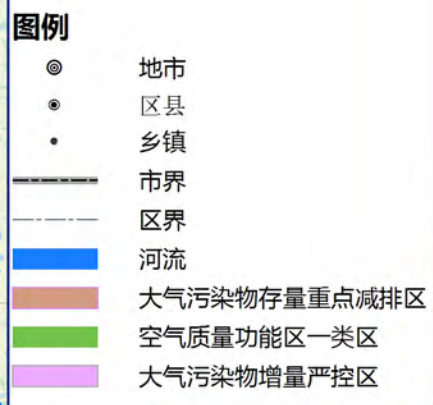 图例
地市
区县
乡镇
市界
区界
河流
大气污染物存量重点减排区
空气质量功能区一类区
大气污染物增量严控区